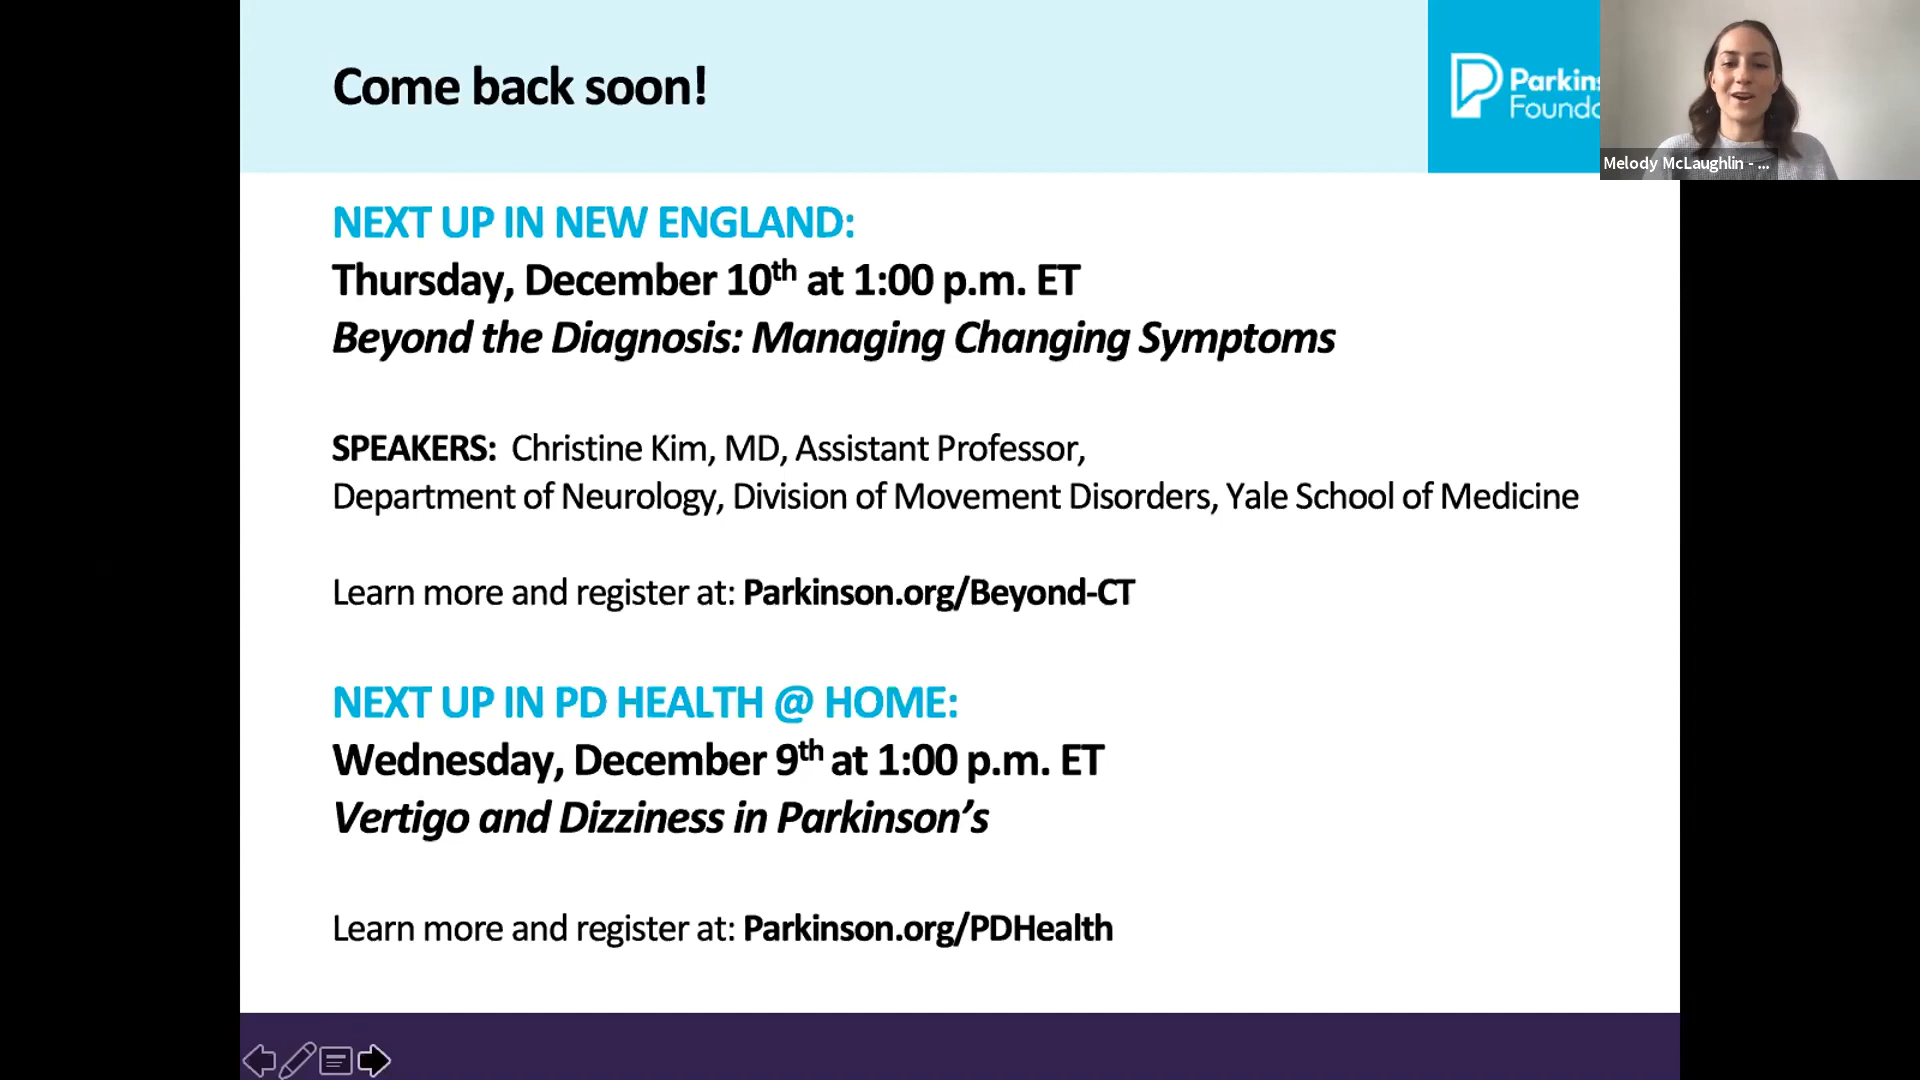 Come back soon!
Parkins
Founda
Melody McLaughlin - ...
NEXT UP IN NEW ENGLAND:
Thursday, December 10th at 1:00 p.m. ET
Beyond the Diagnosis: Managing Changing Symptoms
SPEAKERS: Christine Kim, MD, Assistant Professor,
Department of Neurology, Division of Movement Disorders, Yale School of Medicine
Learn more and register at: Parkinson.org/Beyond-CT
NEXT UP IN PD HEALTH @ HOME:
Wednesday, December 9th at 1:00 p.m. ET
Vertigo and Dizziness in Parkinson’s
Learn more and register at: Parkinson.org/PDHealth